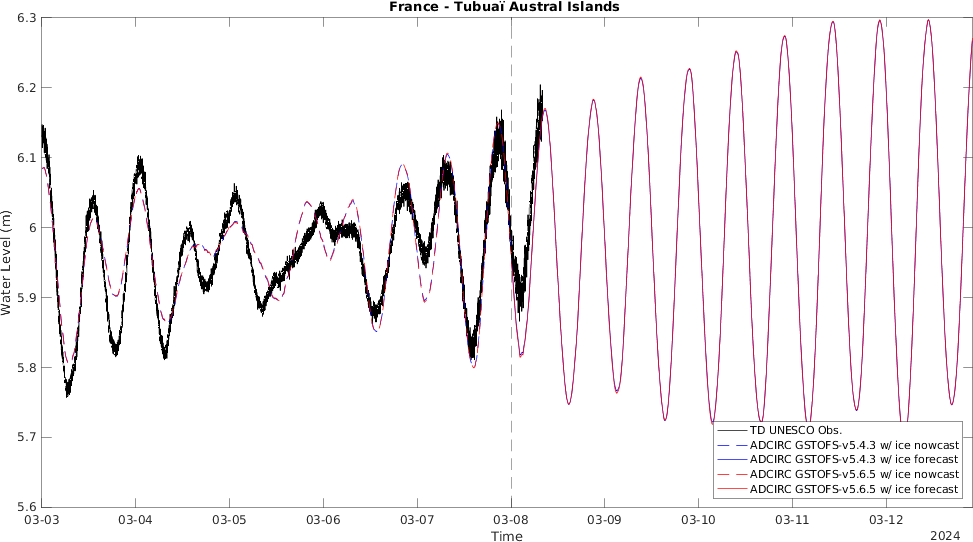 France - Tubuaï Austral Islands
6.3
6.2
6.1
6
5.9
5.8
5.7
5.6
Water Level (m)
03-03 03-04 03-05 03-06 03-07 03-08 03-09 03-10 03-11 03-12
Time
2024
TD UNESCO Obs.
ADCIRC GSTOFS-v5.4.3 w/ ice nowcast
ADCIRC GSTOFS-v5.4.3 w/ ice forecast
ADCIRC GSTOFS-v5.6.5 w/ ice nowcast
ADCIRC GSTOFS-v5.6.5 w/ ice forecast